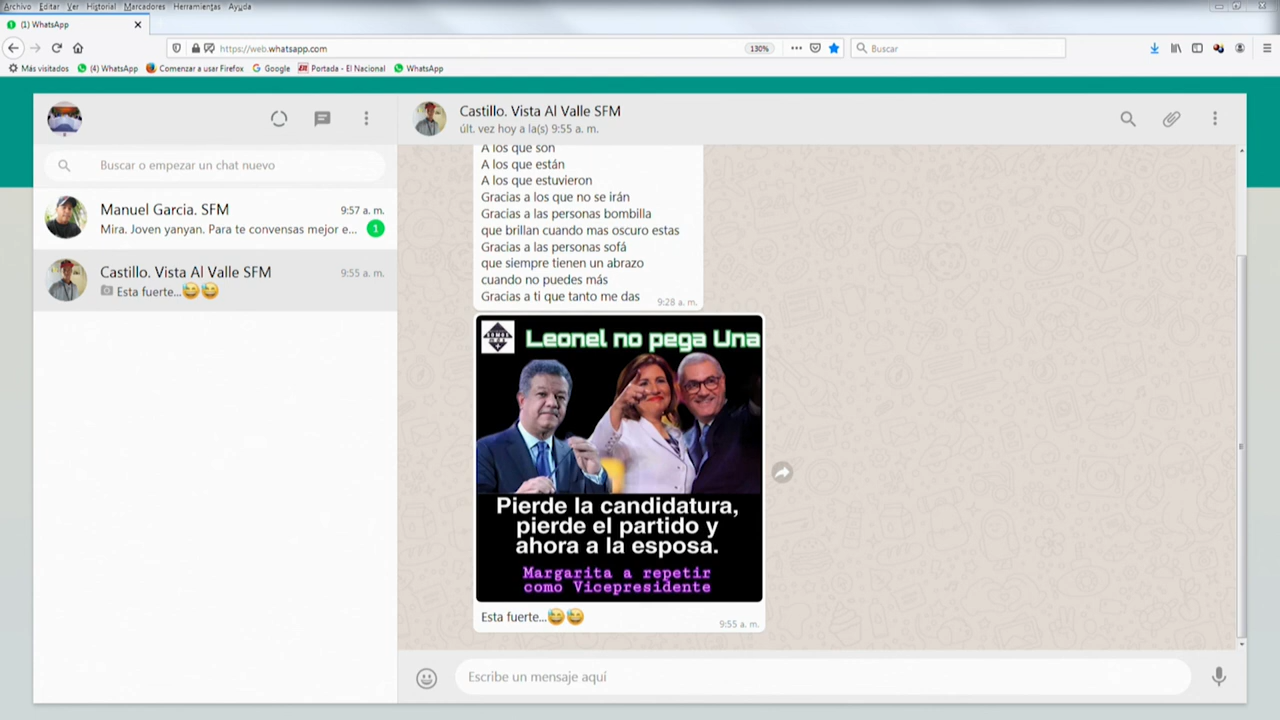 Archivo Editar Ver Historial Marcadores Herramientas Ayuda
(1) WhatsApp
https://web.whatsapp.com
130%
Buscar
Más visitados
(4) WhatsApp
Comenzar a usar Firefox
Google
Portada - El Nacional
WhatsApp
Castillo. Vista Al Valle SFM
últ. vez hoy a la(s) 9:55 a. m.
Buscar o empezar un chat nuevo
Manuel Garcia. SFM
9:57 a. m.
Mira. Joven yanyan. Para te convensas mejor e...
1
Castillo. Vista Al Valle SFM
9:55 a. m.
Esta fuerte...😅😅
A los que son
A los que están
A los que estuvieron
Gracias a los que no se irán
Gracias a las personas bombilla
que brillan cuando mas oscuro estas
Gracias a las personas sofá
que siempre tienen un abrazo
cuando no puedes más
Gracias a ti que tanto me das
9:28 a. m.
Leonel no pega Una
Pierde la candidatura,
pierde el partido y
ahora a la esposa.
Margarita a repetir
como Vicepresidente
Esta fuerte...😅😅
9:55 a. m.
Escribe un mensaje aquí